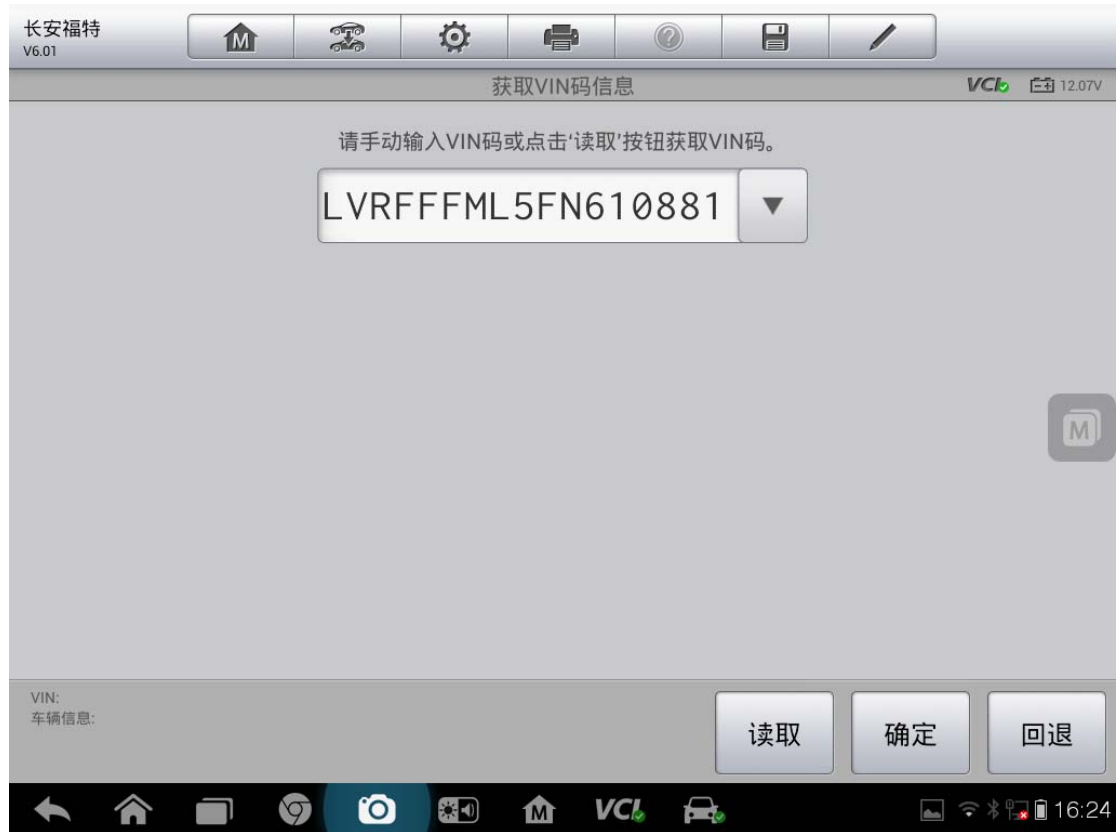 长安福特
V6.01
M
获取VIN码信息
VCI
12.07V
请手动输入VIN码或点击‘读取’按钮获取VIN码。
LVRFFFML5FN610881
M
VIN:
车辆信息:
读取
确定
回退
M
VCI
16:24